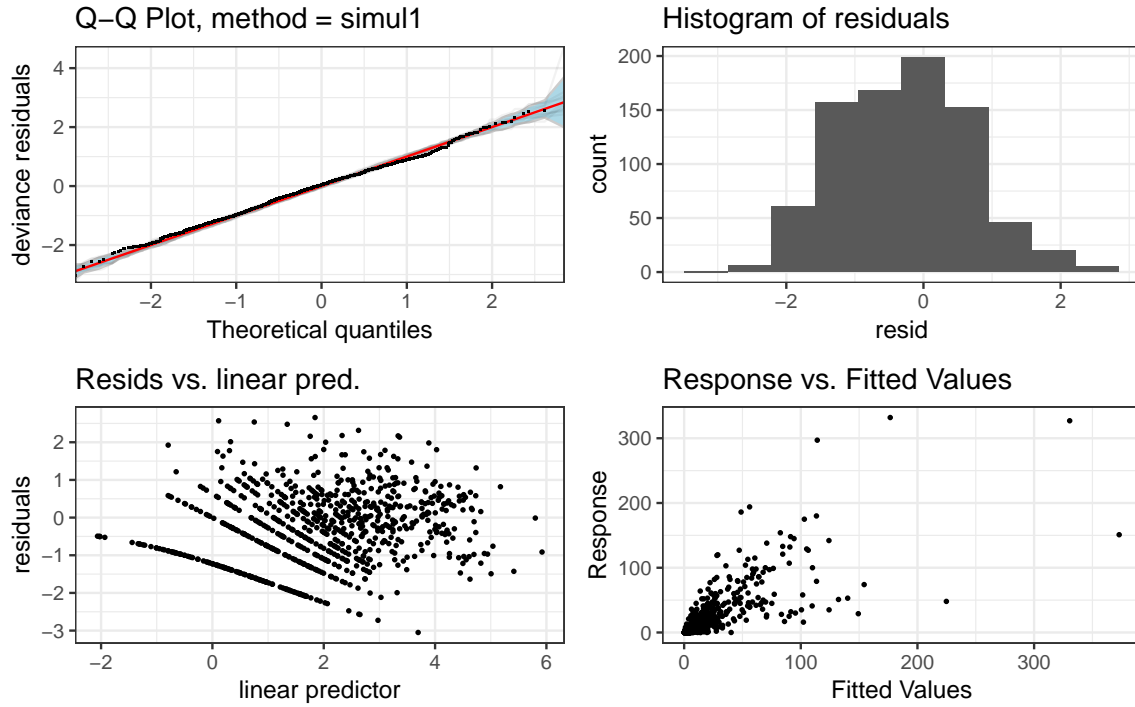 Q−Q Plot, method = simul1
deviance residuals
4
2
0
−2
−2 −1 0 1 2
Theoretical quantiles
Histogram of residuals
count
200
150
100
50
0
−2 0 2
resid
Resids vs. linear pred.
residuals
2
1
0
−1
−2
−3
−2 0 2 4 6
linear predictor
Response vs. Fitted Values
Response
300
200
100
0
0 100 200 300
Fitted Values